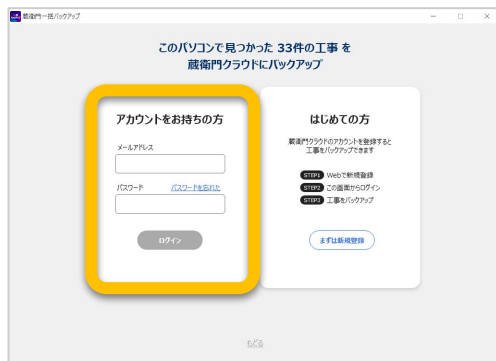 蔵衛門一括バックアップ
このパソコンで見つかった 33件の工事 を
蔵衛門クラウドにバックアップ
アカウントをお持ちの方
メールアドレス
パスワード パスワードを忘れた
ログイン
はじめての方
蔵衛門クラウドのアカウントを登録すると
工事をバックアップできます
STEP1 Webで新規登録
STEP2 この画面からログイン
STEP3 工事をバックアップ
まずは新規登録
もどる